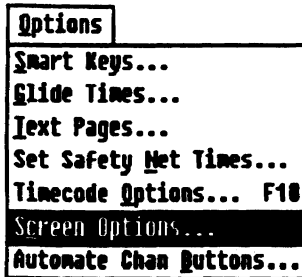 Options
Smart Keys...
Glide Times...
Text Pages...
Set Safety Net Times...
Timecode Options... F10
Screen Options...
Automate Chan Buttons...